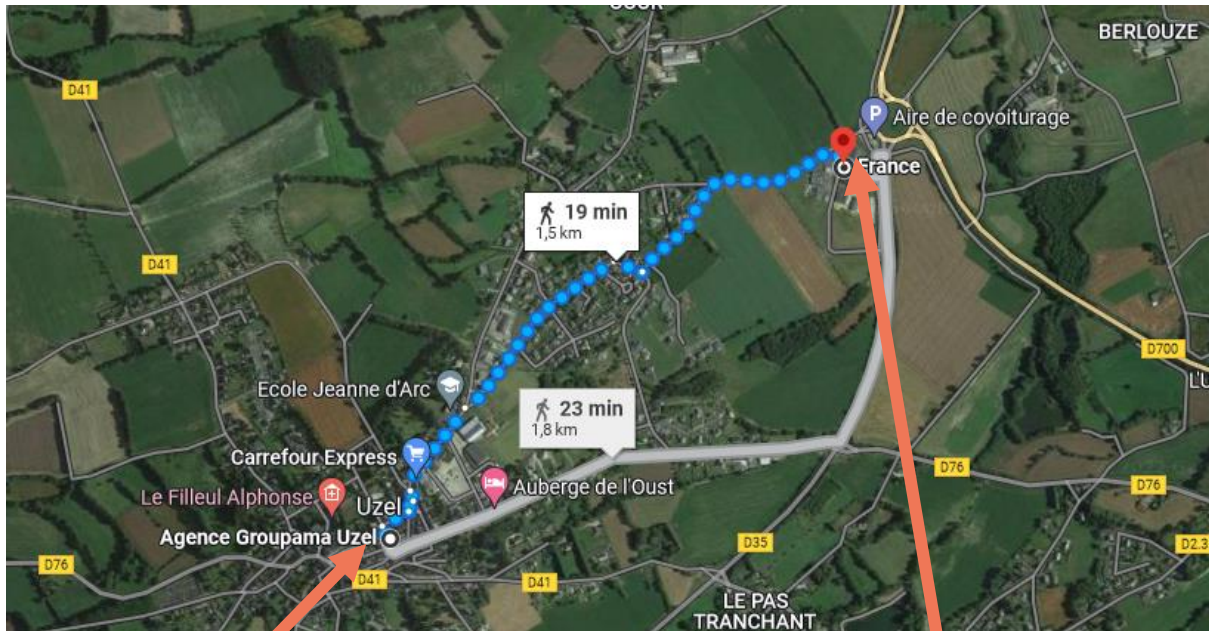 BERLOUZE
D41
Aire de covoiturage
France
19 min
1,5 km
D41
D700
Ecole Jeanne d'Arc
23 min
1,8 km
Carrefour Express
D76
D76
Auberge de l'Oust
Le Filleul Alphonse
Uzel
Agence Groupama Uzel
D35
D2.3
D76
D41
D41
LE PAS
TRANCHANT